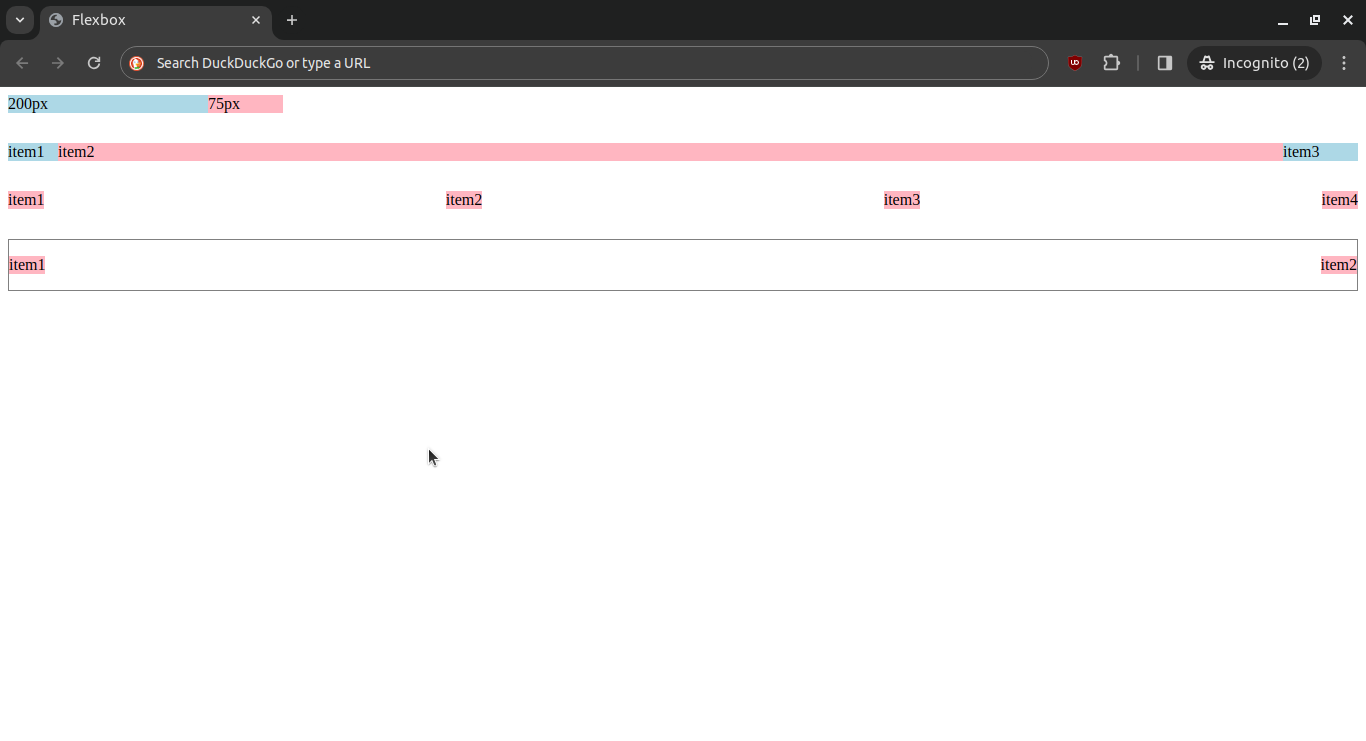 Flexbox
Search DuckDuckGo or type a URL
UD
Incognito (2)
200px 75px
item1 item2 item3
item1 item2 item3 item4
item1 item2